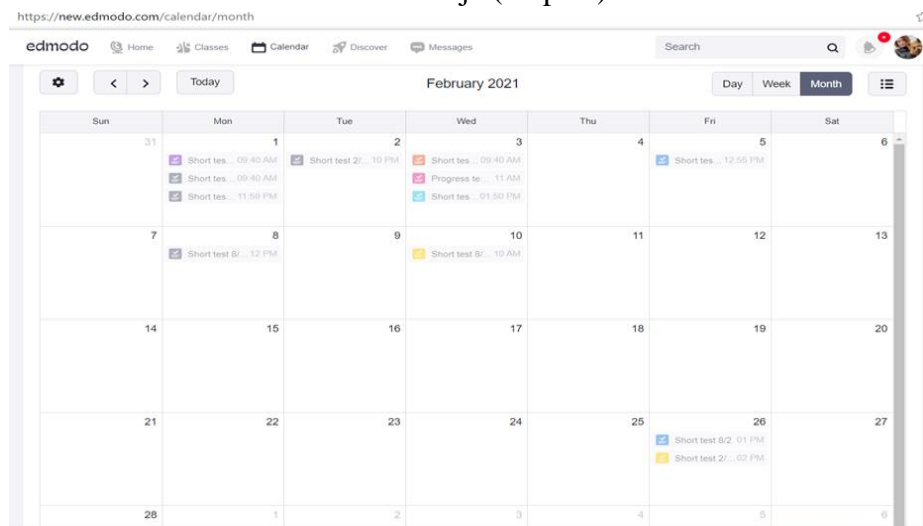 https://new.edmodo.com/calendar/month
edmodo Home Classes Calendar Discover Messages Search
Today February 2021 Day Week Month
Sun Mon Tue Wed Thu Fri Sat
31 1 2 3 4 5 6
Short tes... 09:40 AM Short test 2/... 10 PM Short tes... 09:40 AM Short tes... 12:55 PM
Short tes... 09:40 AM Progress te... 11 AM
Short tes... 11:59 PM Short tes... 01:50 PM
7 8 9 10 11 12 13
Short test 8/... 12 PM Short test 8/... 10 AM
14 15 16 17 18 19 20
21 22 23 24 25 26 27
Short test 8/2 01 PM
Short test 2/... 02 PM
28 1 2 3 4 5 6